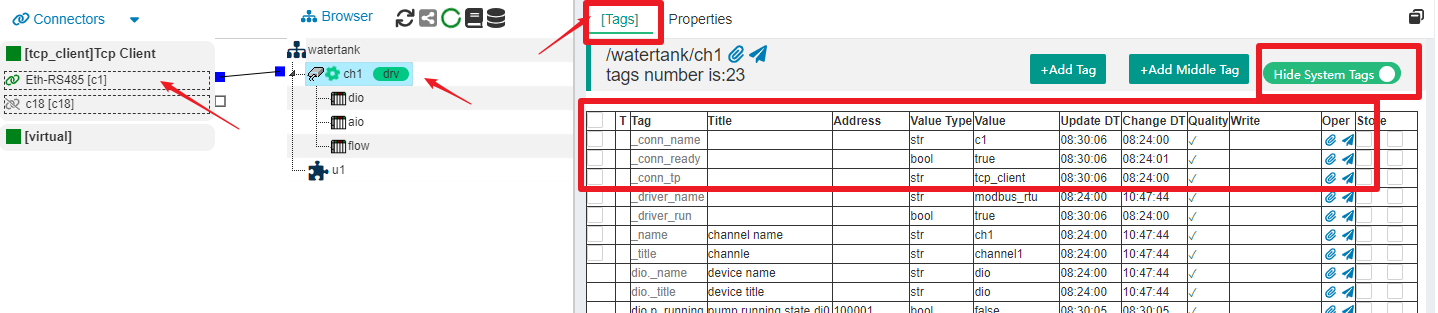 Connectors
[tcp_client]Tcp Client
Eth-RS485 [c1]
c18 [c18]
[virtual]
Browser
watertank
ch1 drv
dio
aio
flow
u1
[Tags] Properties
/watertank/ch1
tags number is:23
+Add Tag +Add Middle Tag Hide System Tags
T Tag Title Address Value Type Value Update DT Change DT Quality Write Oper Store
_conn_name str c1 08:30:06 08:24:00 ✓
_conn_ready bool true 08:30:06 08:24:01 ✓
_conn_tp str tcp_client 08:30:06 08:24:00 ✓
_driver_name str modbus_rtu 08:24:00 10:47:44 ✓
_driver_run bool true 08:30:06 08:24:00 ✓
_name channel name str ch1 08:24:00 10:47:44 ✓
_title channle str channel1 08:24:00 10:47:44 ✓
dio._name device name str dio 08:24:00 10:47:44 ✓
dio._title device title str dio 08:24:00 10:47:44 ✓
dio.p_running pump running state di0 100001 bool false 08:30:05 08:30:05 ✓